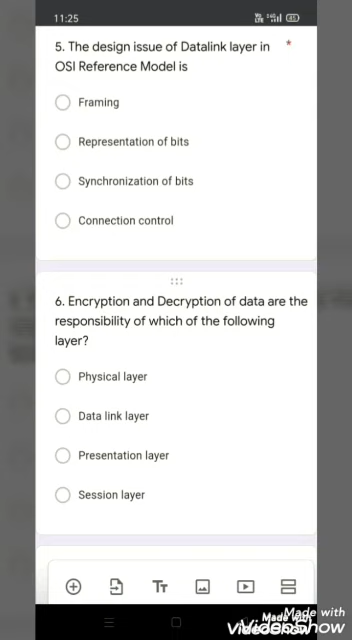 11:25
5. The design issue of Datalink layer in *
OSI Reference Model is
Framing
Representation of bits
Synchronization of bits
Connection control
6. Encryption and Decryption of data are the
responsibility of which of the following
layer?
Physical layer
Data link layer
Presentation layer
Session layer
Tт
Made with
VideoShow